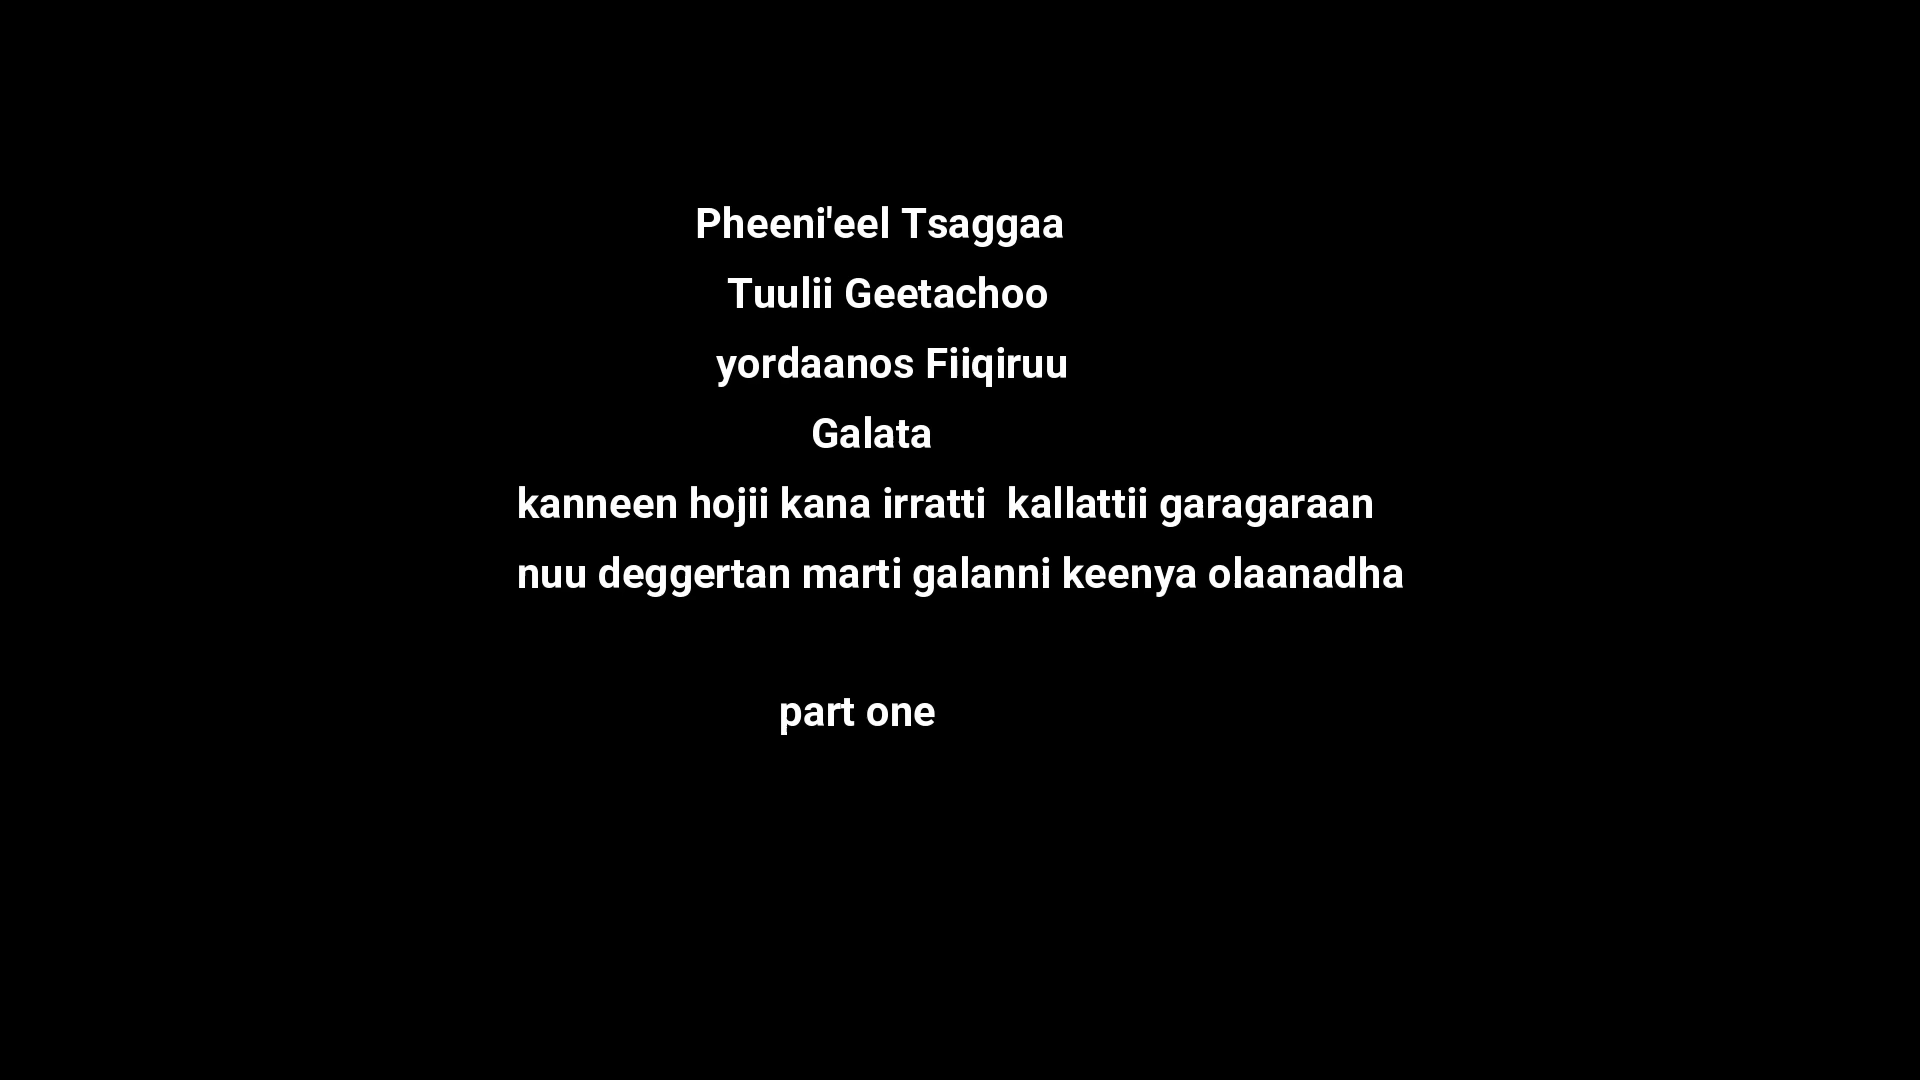 Pheeni'eel Tsaggaa
Tuulii Geetachoo
yordaanos Fiiqiruu
Galata
kanneen hojii kana irratti  kallattii garagaraan
nuu deggertan marti galanni keenya olaanadha
part one